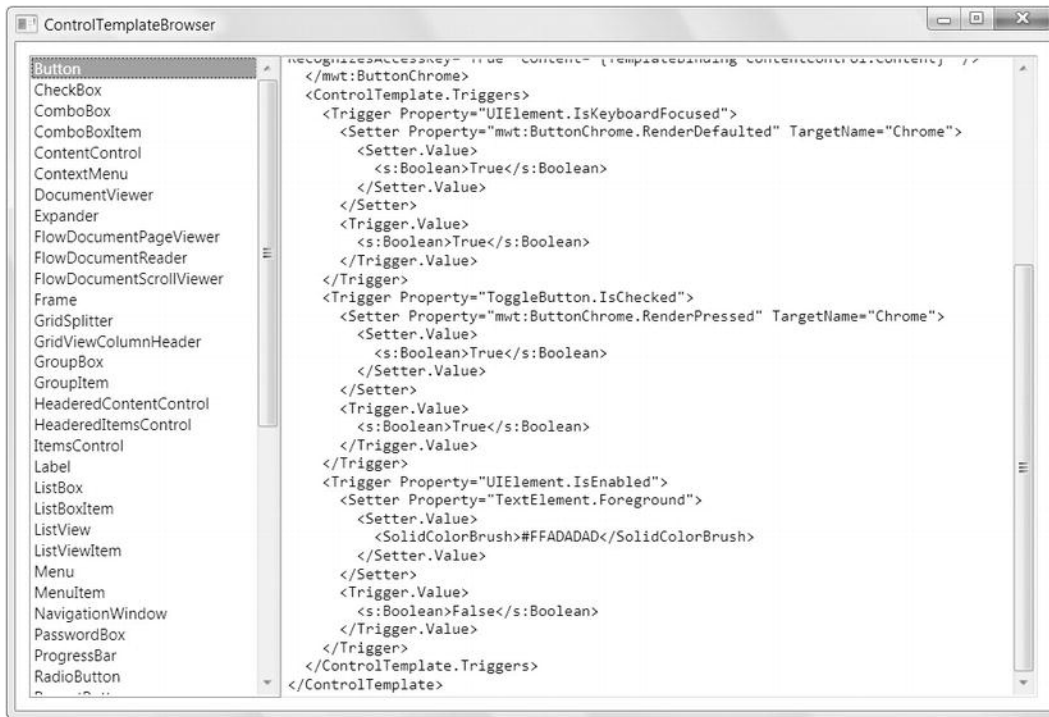 ControlTemplateBrowser
Button
CheckBox
ComboBox
ComboBoxItem
ContentControl
ContextMenu
DocumentViewer
Expander
FlowDocumentPageViewer
FlowDocumentReader
FlowDocumentScrollViewer
Frame
GridSplitter
GridViewColumnHeader
GroupBox
GroupItem
HeaderedContentControl
HeaderedItemsControl
ItemsControl
Label
ListBox
ListBoxItem
ListView
ListViewItem
Menu
MenuItem
NavigationWindow
PasswordBox
ProgressBar
RadioButton
RecognizesAccessKey="True" Content="{TemplateBinding ContentControl.Content}" />
</mwt:ButtonChrome>
<ControlTemplate.Triggers>
<Trigger Property="UIElement.IsKeyboardFocused">
<Setter Property="mwt:ButtonChrome.RenderDefaulted" TargetName="Chrome">
<Setter.Value>
<s:Boolean>True</s:Boolean>
</Setter.Value>
</Setter>
<Trigger.Value>
<s:Boolean>True</s:Boolean>
</Trigger.Value>
</Trigger>
<Trigger Property="ToggleButton.IsChecked">
<Setter Property="mwt:ButtonChrome.RenderPressed" TargetName="Chrome">
<Setter.Value>
<s:Boolean>True</s:Boolean>
</Setter.Value>
</Setter>
<Trigger.Value>
<s:Boolean>True</s:Boolean>
</Trigger.Value>
</Trigger>
<Trigger Property="UIElement.IsEnabled">
<Setter Property="TextElement.Foreground">
<Setter.Value>
<SolidColorBrush>#FFADADAD</SolidColorBrush>
</Setter.Value>
</Setter>
<Trigger.Value>
<s:Boolean>False</s:Boolean>
</Trigger.Value>
</Trigger>
</ControlTemplate.Triggers>
</ControlTemplate>